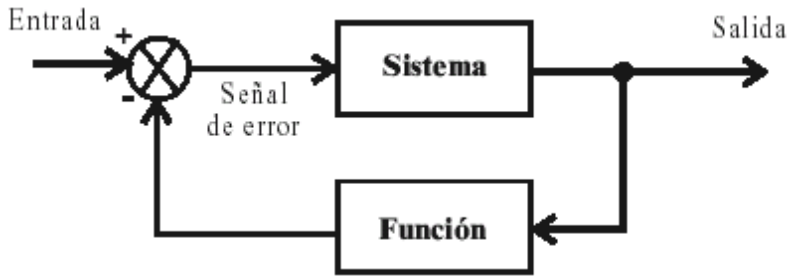 Entrada
+
-
Señal
de error
Sistema
Salida
Función